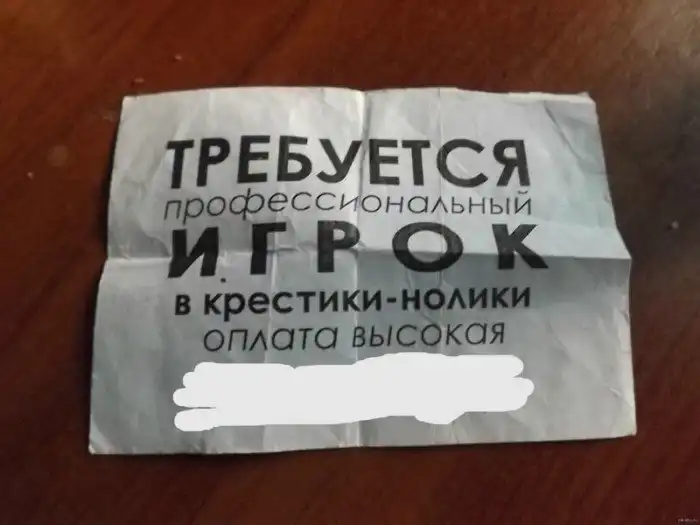 ТРЕБУЕТСЯ
профессиональный
ИГРОК
в крестики-нолики
оплата высокая